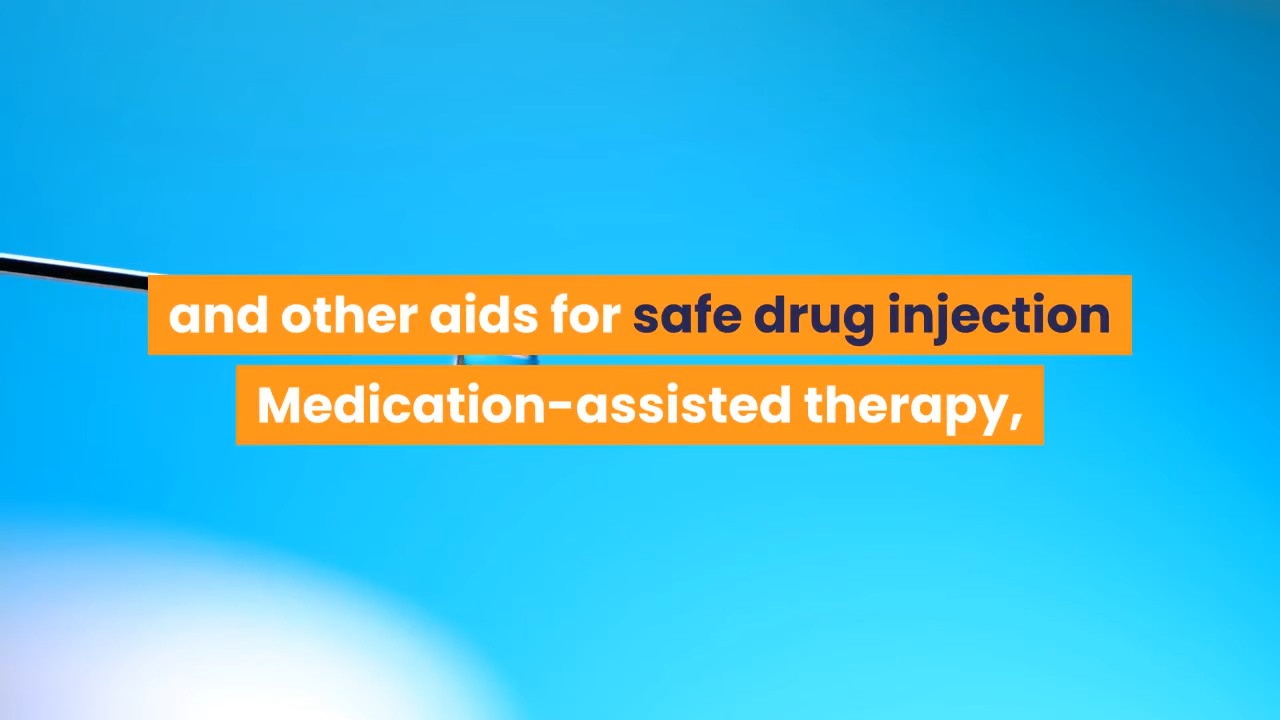 and other aids for safe drug injection
Medication-assisted therapy,